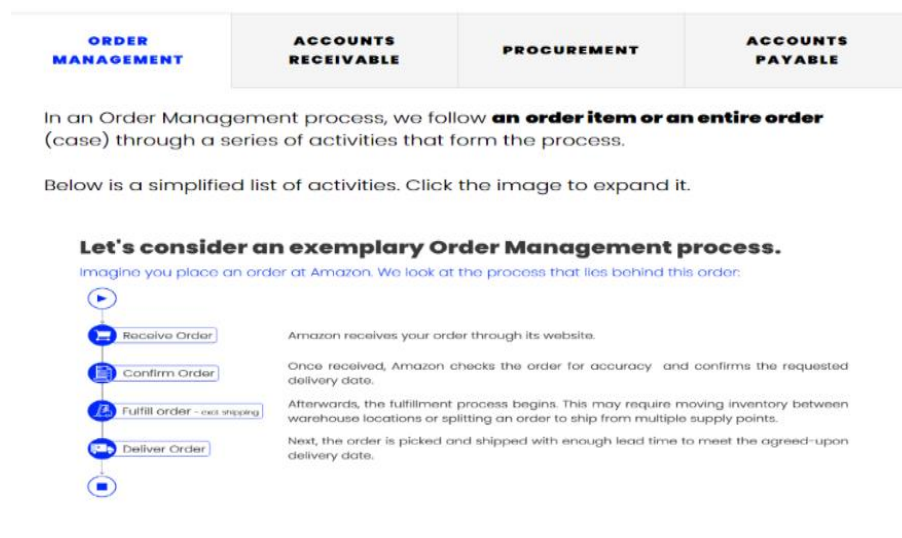 ORDER
MANAGEMENT
ACCOUNTS
RECEIVABLE
PROCUREMENT
ACCOUNTS
PAYABLE
In an Order Management process, we follow an order item or an entire order
(case) through a series of activities that form the process.
Below is a simplified list of activities. Click the image to expand it.
Let's consider an exemplary Order Management process.
Imagine you place an order at Amazon. We look at the process that lies behind this order:
Receive Order
Amazon receives your order through its website.
Confirm Order
Once received, Amazon checks the order for accuracy and confirms the requested
delivery date.
Fulfill order - excl. shipping
Afterwards, the fulfillment process begins. This may require moving inventory between
warehouse locations or splitting an order to ship from multiple supply points.
Deliver Order
Next, the order is picked and shipped with enough lead time to meet the agreed-upon
delivery date.